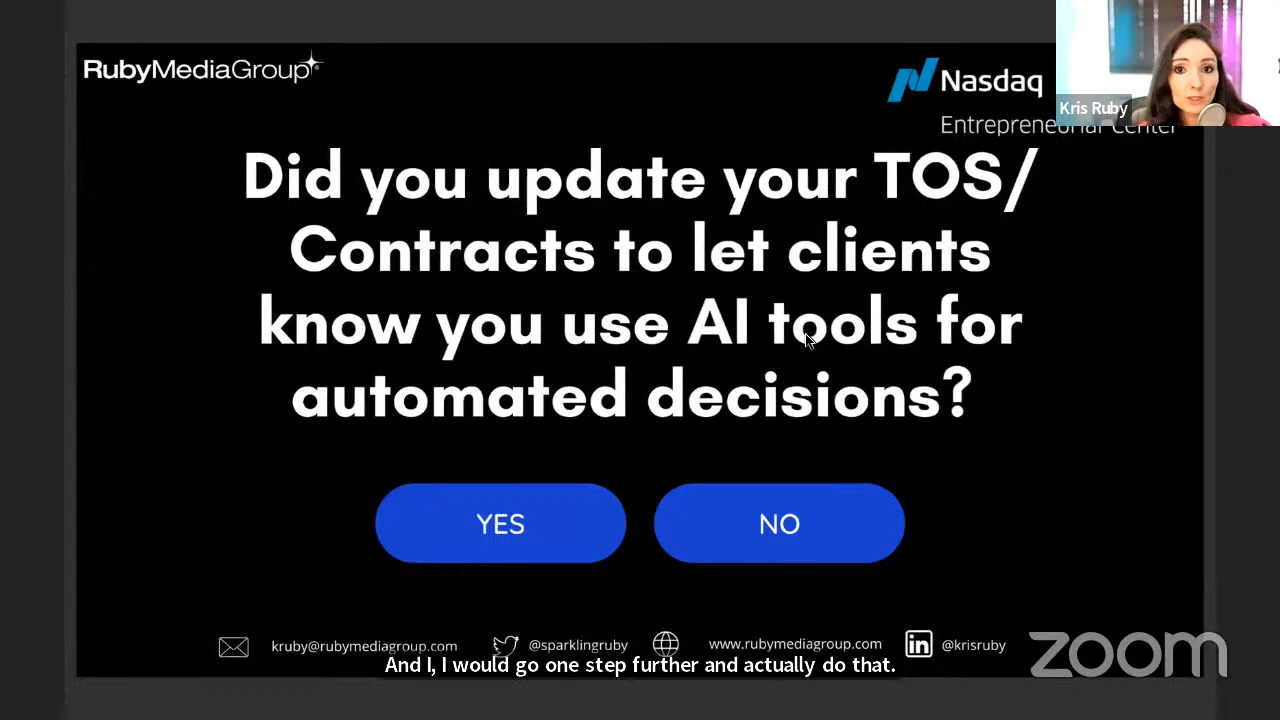 RubyMediaGroup
Nasdaq
Entrepreneurial Center
Kris Ruby
Did you update your TOS/
Contracts to let clients
know you use AI tools for
automated decisions?
YES
NO
kruby@rubymediagroup.com
@sparklingruby
www.rubymediagroup.com
in
@krisruby
And I, I would go one step further and actually do that.
zoom